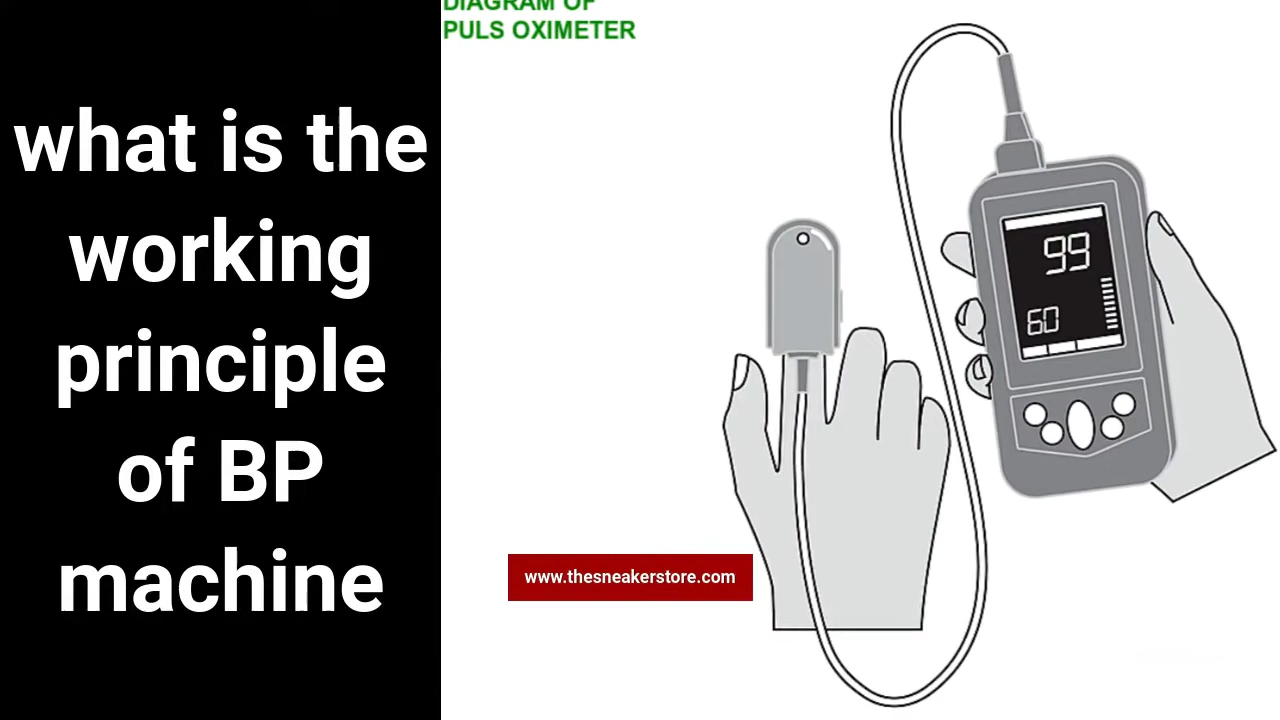 what is the
working
principle
of BP
machine
DIAGRAM OF
PULS OXIMETER
99
60
www.thesneakerstore.com